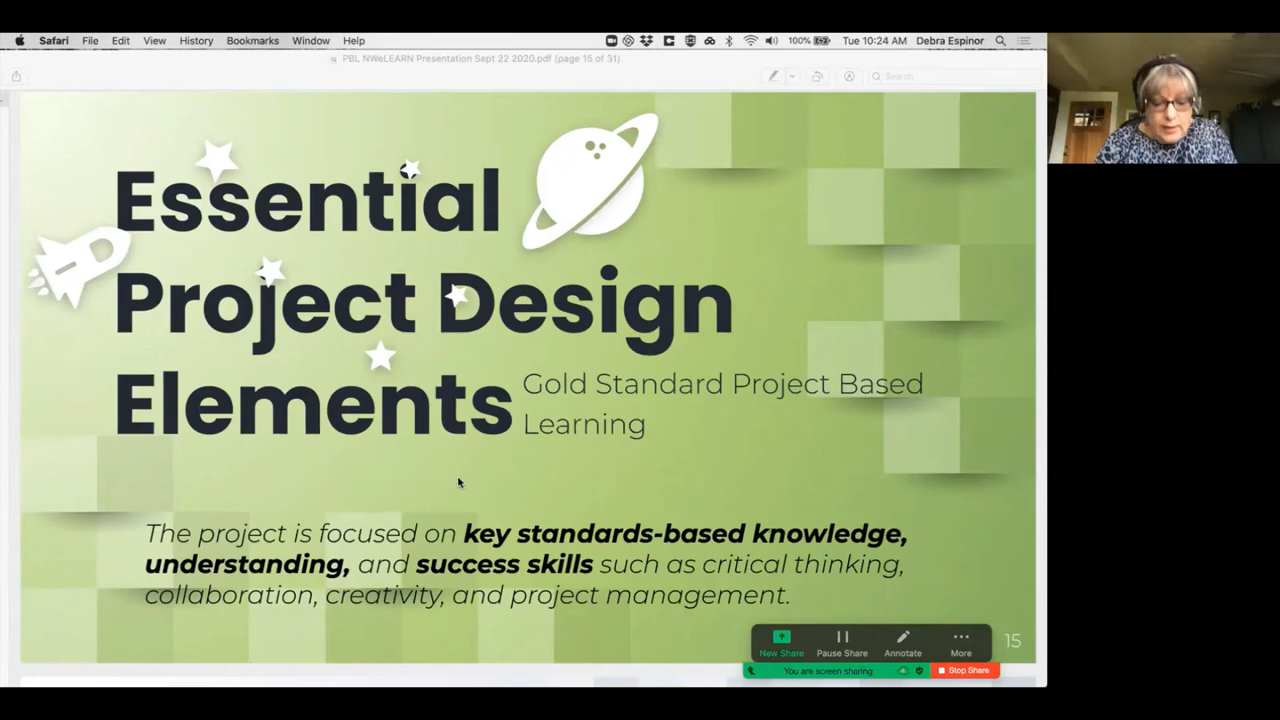 Safari File Edit View History Bookmarks Window Help 100% Tue 10:24 AM Debra Espinor
PBL NWeLEARN Presentation Sept 22 2020.pdf (page 15 of 31)
Search
Essential
Project Design
Elements
Gold Standard Project Based
Learning
The project is focused on key standards-based knowledge,
understanding, and success skills such as critical thinking,
collaboration, creativity, and project management.
New Share Pause Share Annotate More
15
You are screen sharing Stop Share